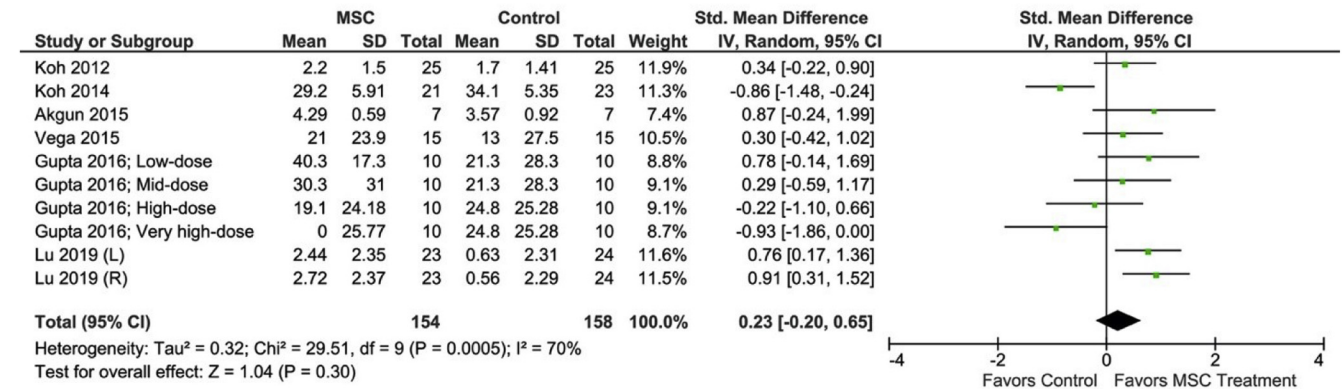 MSC Control Std. Mean Difference Std. Mean Difference
Study or Subgroup Mean SD Total Mean SD Total Weight IV, Random, 95% CI IV, Random, 95% CI
Koh 2012 2.2 1.5 25 1.7 1.41 25 11.9% 0.34 [-0.22, 0.90]
Koh 2014 29.2 5.91 21 34.1 5.35 23 11.3% -0.86 [-1.48, -0.24]
Akgun 2015 4.29 0.59 7 3.57 0.92 7 7.4% 0.87 [-0.24, 1.99]
Vega 2015 21 23.9 15 13 27.5 15 10.5% 0.30 [-0.42, 1.02]
Gupta 2016; Low-dose 40.3 17.3 10 21.3 28.3 10 8.8% 0.78 [-0.14, 1.69]
Gupta 2016; Mid-dose 30.3 31 10 21.3 28.3 10 9.1% 0.29 [-0.59, 1.17]
Gupta 2016; High-dose 19.1 24.18 10 24.8 25.28 10 9.1% -0.22 [-1.10, 0.66]
Gupta 2016; Very high-dose 0 25.77 10 24.8 25.28 10 8.7% -0.93 [-1.86, 0.00]
Lu 2019 (L) 2.44 2.35 23 0.63 2.31 24 11.6% 0.76 [0.17, 1.36]
Lu 2019 (R) 2.72 2.37 23 0.56 2.29 24 11.5% 0.91 [0.31, 1.52]
Total (95% CI) 154 158 100.0% 0.23 [-0.20, 0.65]
Heterogeneity: Tau² = 0.32; Chi² = 29.51, df = 9 (P = 0.0005); I² = 70%
Test for overall effect: Z = 1.04 (P = 0.30)
-4 -2 0 2 4
Favors Control Favors MSC Treatment